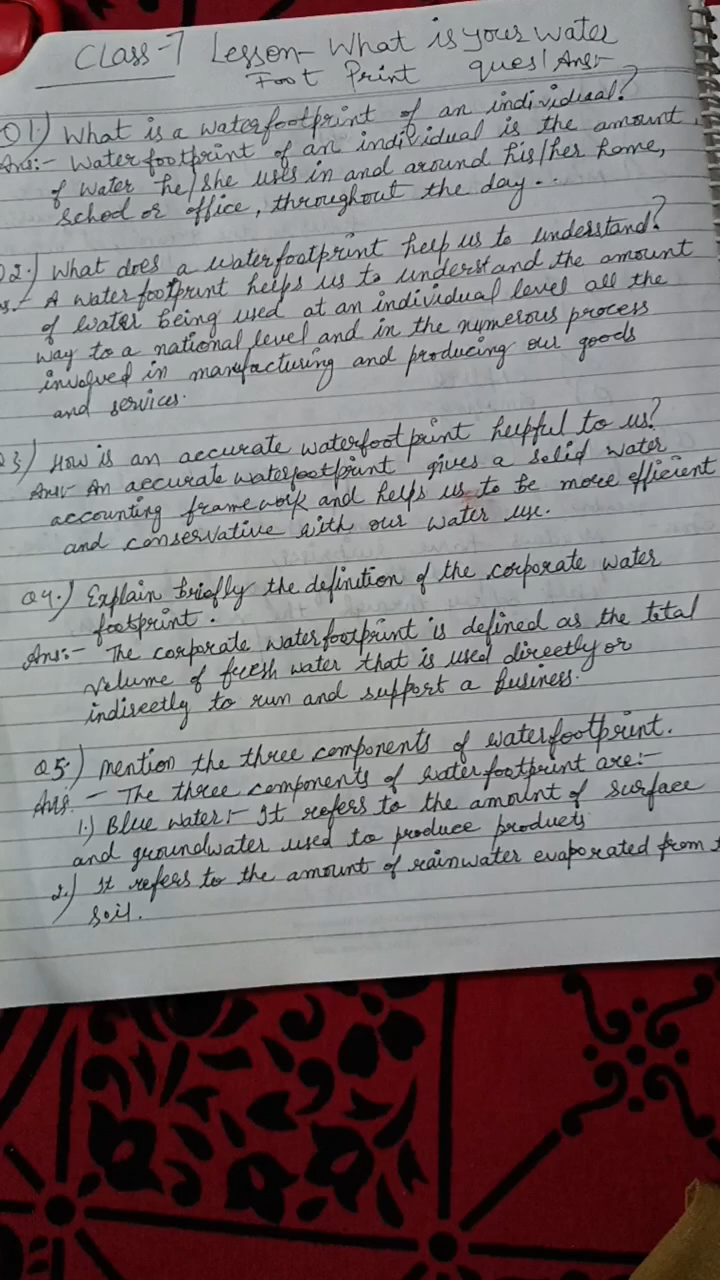 Class-7 Lesson- What is your Water
Foot Print ques/Ans-
Q1.) What is a waterfootprint of an individual?
Ans:- Water footprint of an individual is the amount
of water he/she uses in and around his/her home,
school or office, throughout the day...
Q2.) What does a waterfootprint help us to understand?
s.- A waterfootprint helps us to understand the amount
of water being used at an individual level all the
way to a national level and in the numerous process
involved in manufacturing and producing our goods
and services.
Q3) How is an accurate waterfootprint helpful to us?
Ans- An accurate waterfootprint gives a solid water
accounting framework and helps us to be more efficient
and conservative with our water use.
Q4.) Explain briefly the definition of the corporate water
footprint.
Ans:- The corporate waterfootprint is defined as the total
volume of fresh water that is used directly or
indirectly to run and support a business.
Q5.) mention the three components of waterfootprint.
Ans. - The three components of waterfootprint are:-
1.) Blue water:- It refers to the amount of surface
and groundwater used to produce products
2.) It refers to the amount of rainwater evaporated from
soil.